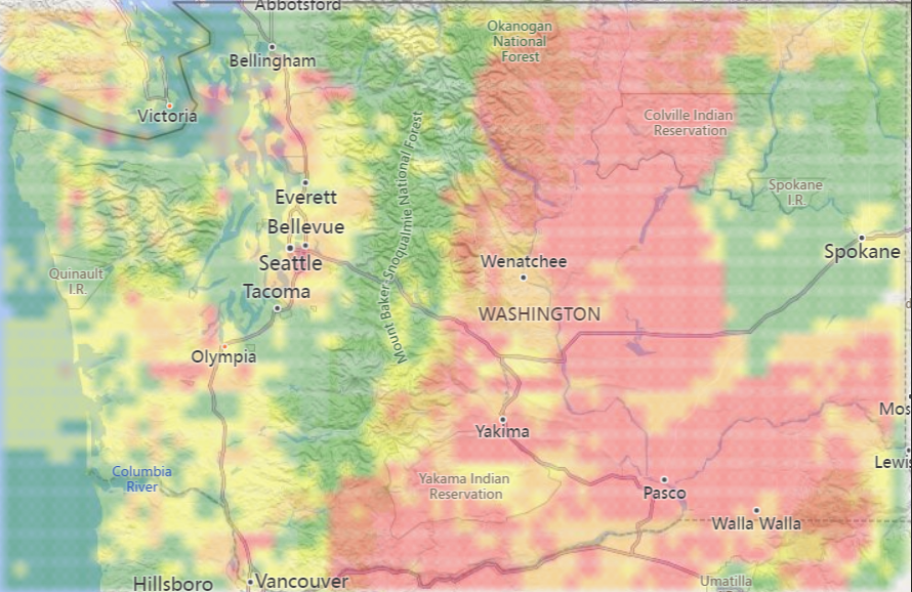 Abbotsford
Okanogan
National
Forest
Bellingham
Victoria
Colville Indian
Reservation
Mount Baker Snoqualmie National Forest
Everett
Spokane
I.R.
Bellevue
Seattle
Spokane
Quinault
I.R.
Wenatchee
Tacoma
WASHINGTON
Olympia
Mos
Yakima
Lewis
Columbia
River
Yakama Indian
Reservation
Pasco
Walla Walla
Hillsboro
Vancouver
Umatilla